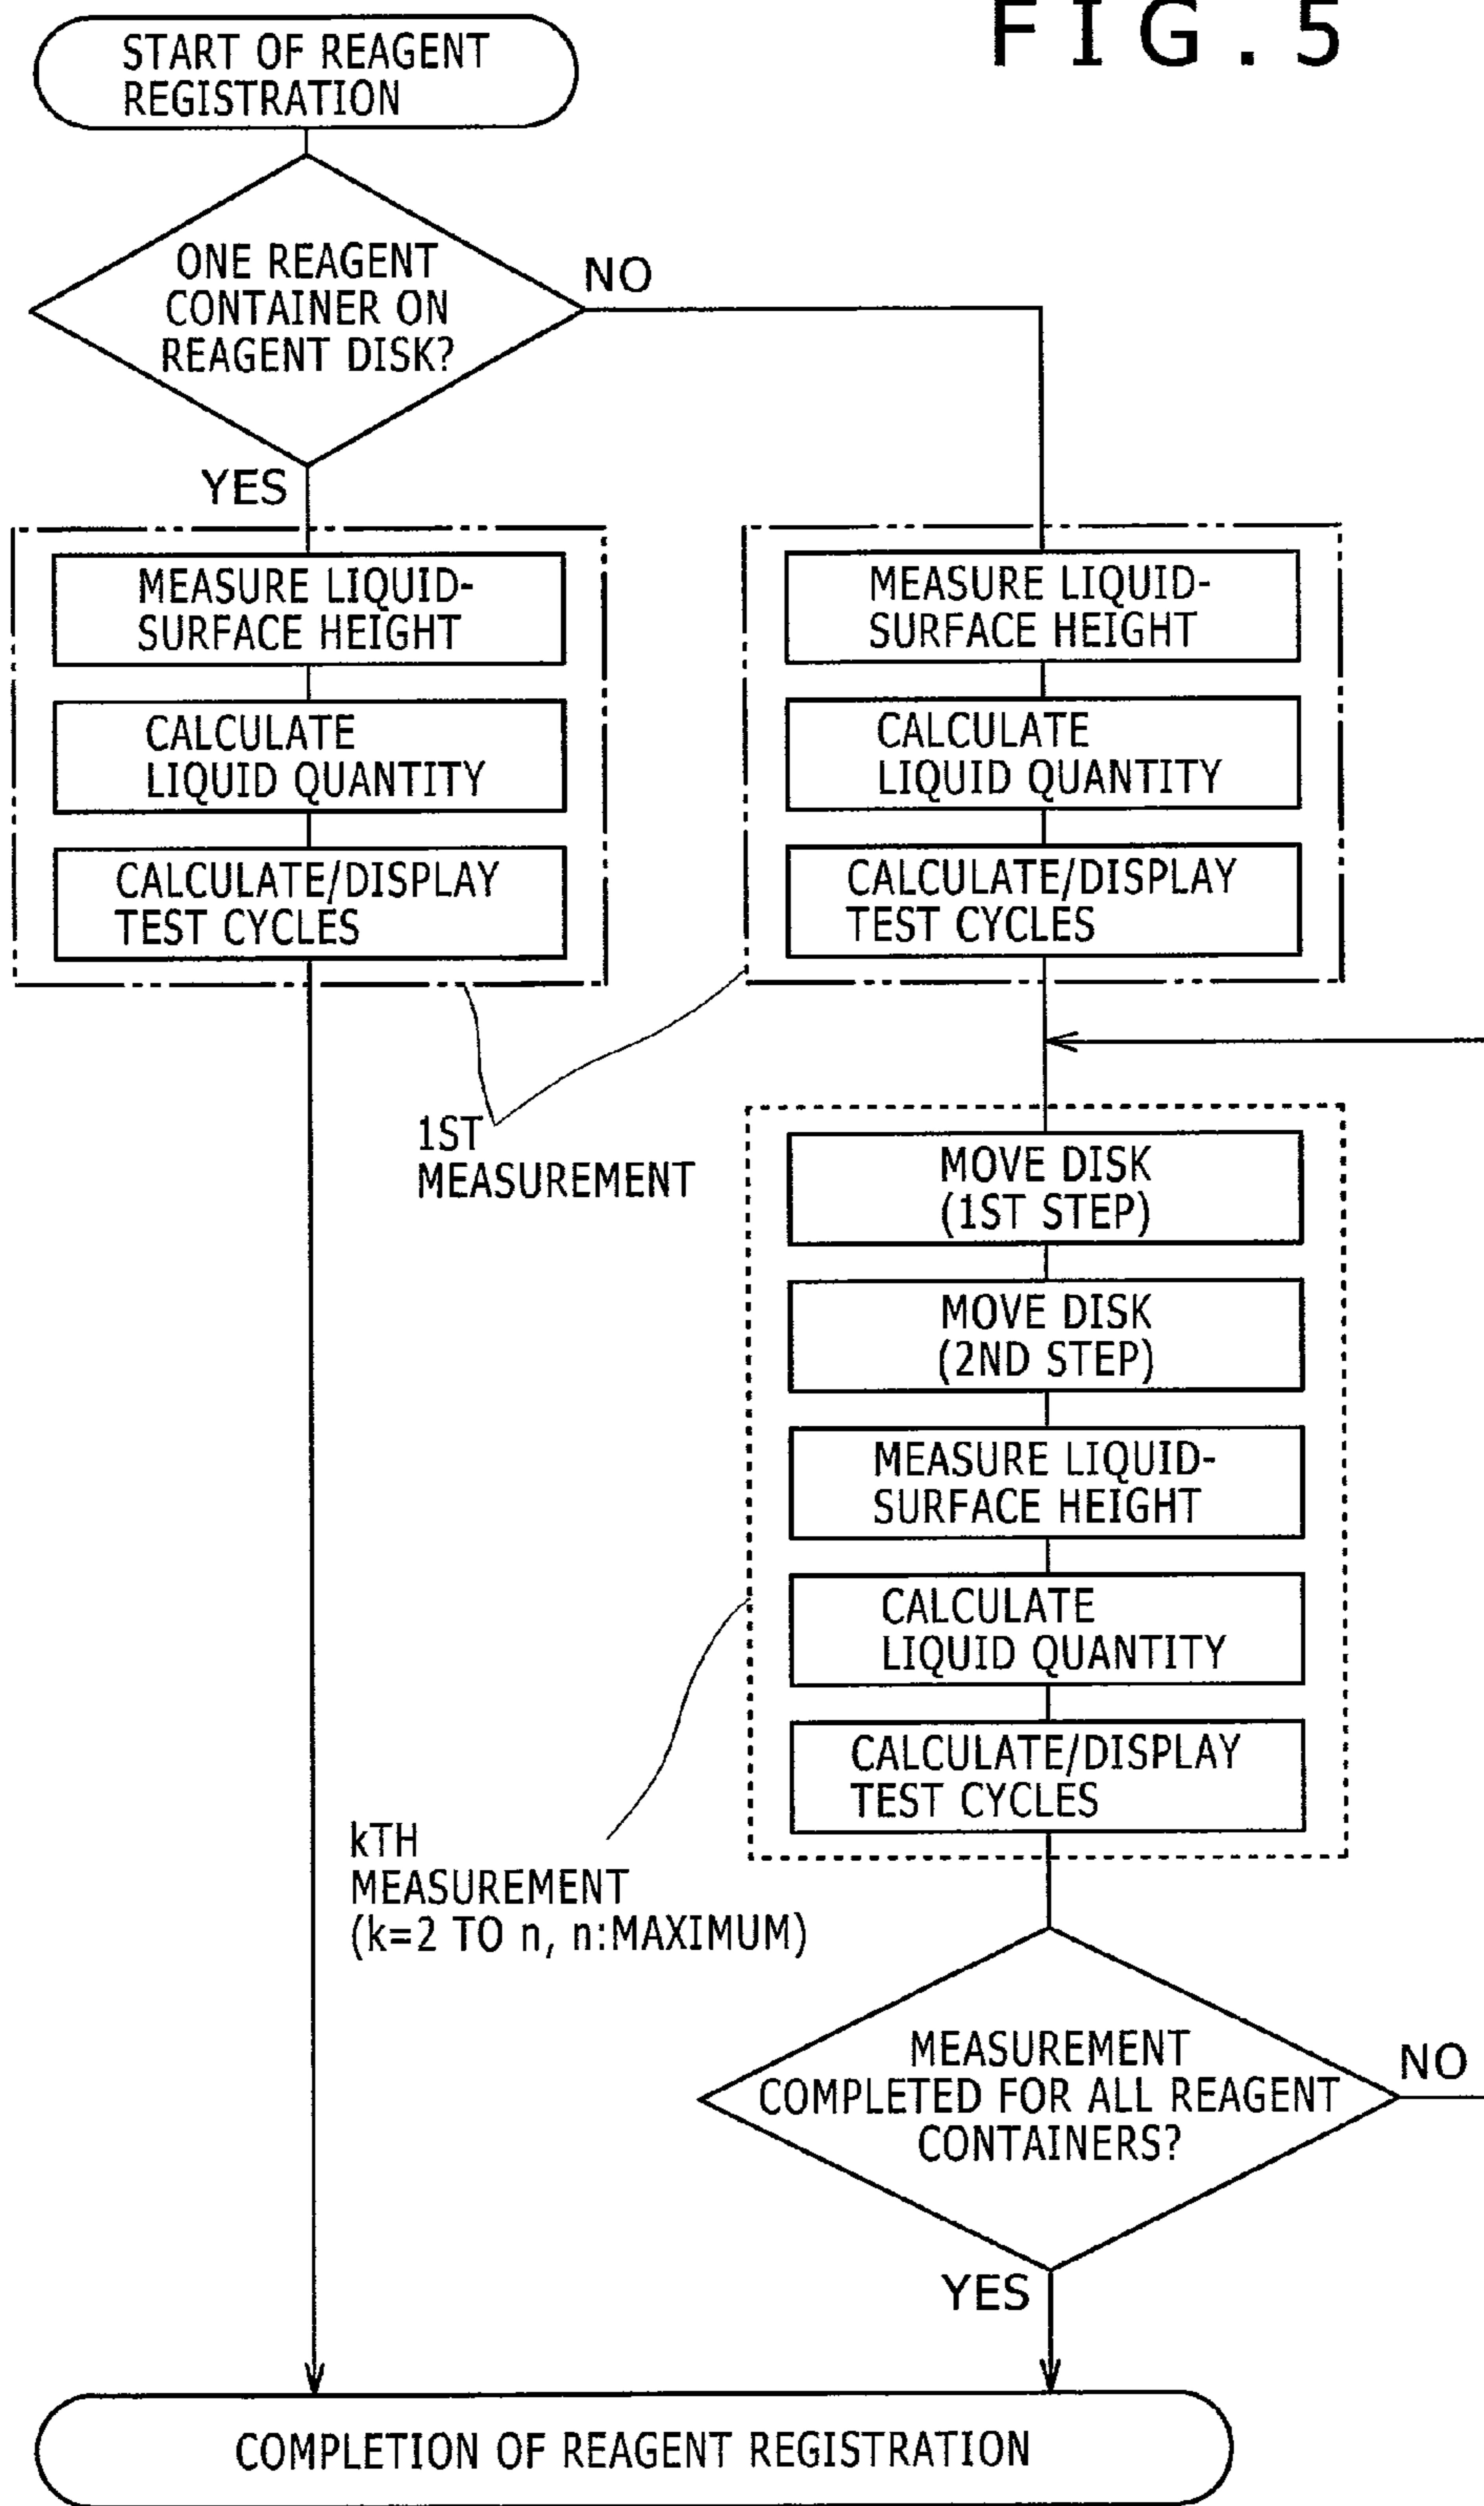 FIG.5
START OF REAGENT
REGISTRATION
ONE REAGENT
CONTAINER ON
REAGENT DISK?
NO
YES
MEASURE LIQUID-
SURFACE HEIGHT
CALCULATE
LIQUID QUANTITY
CALCULATE/DISPLAY
TEST CYCLES
MEASURE LIQUID-
SURFACE HEIGHT
CALCULATE
LIQUID QUANTITY
CALCULATE/DISPLAY
TEST CYCLES
1ST
MEASUREMENT
MOVE DISK
(1ST STEP)
MOVE DISK
(2ND STEP)
MEASURE LIQUID-
SURFACE HEIGHT
CALCULATE
LIQUID QUANTITY
CALCULATE/DISPLAY
TEST CYCLES
kTH
MEASUREMENT
(k=2 TO n, n:MAXIMUM)
MEASUREMENT
COMPLETED FOR ALL REAGENT
CONTAINERS?
NO
YES
COMPLETION OF REAGENT REGISTRATION